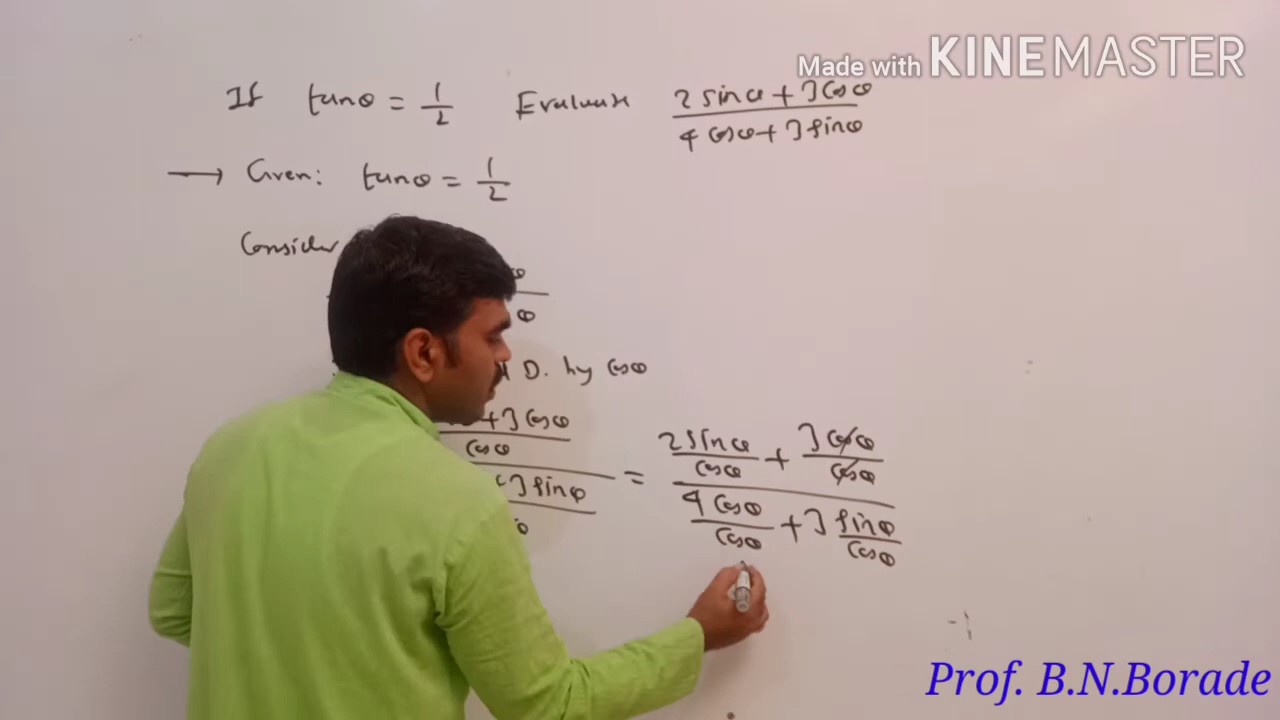 Made with KINEMASTER
If tanθ = 1/2 Evaluate 2 sinθ + 3 cosθ / 4 cosθ + 3 sinθ
→ Given: tanθ = 1/2
Consider
θ
θ
D. by cosθ
+ 3 cosθ / cosθ
3 sinθ
= 2 sinθ/cosθ + 3 cosθ/cosθ
4 cosθ/cosθ + 3 sinθ/cosθ
Prof. B.N.Borade